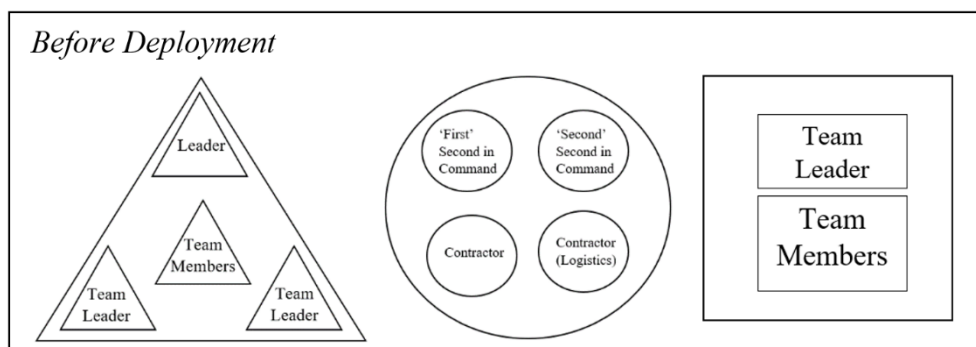 Before Deployment
Leader
Team
Members
Team
Leader
Team
Leader
‘First’
Second in
Command
‘Second’
Second in
Command
Contractor
Contractor
(Logistics)
Team
Leader
Team
Members